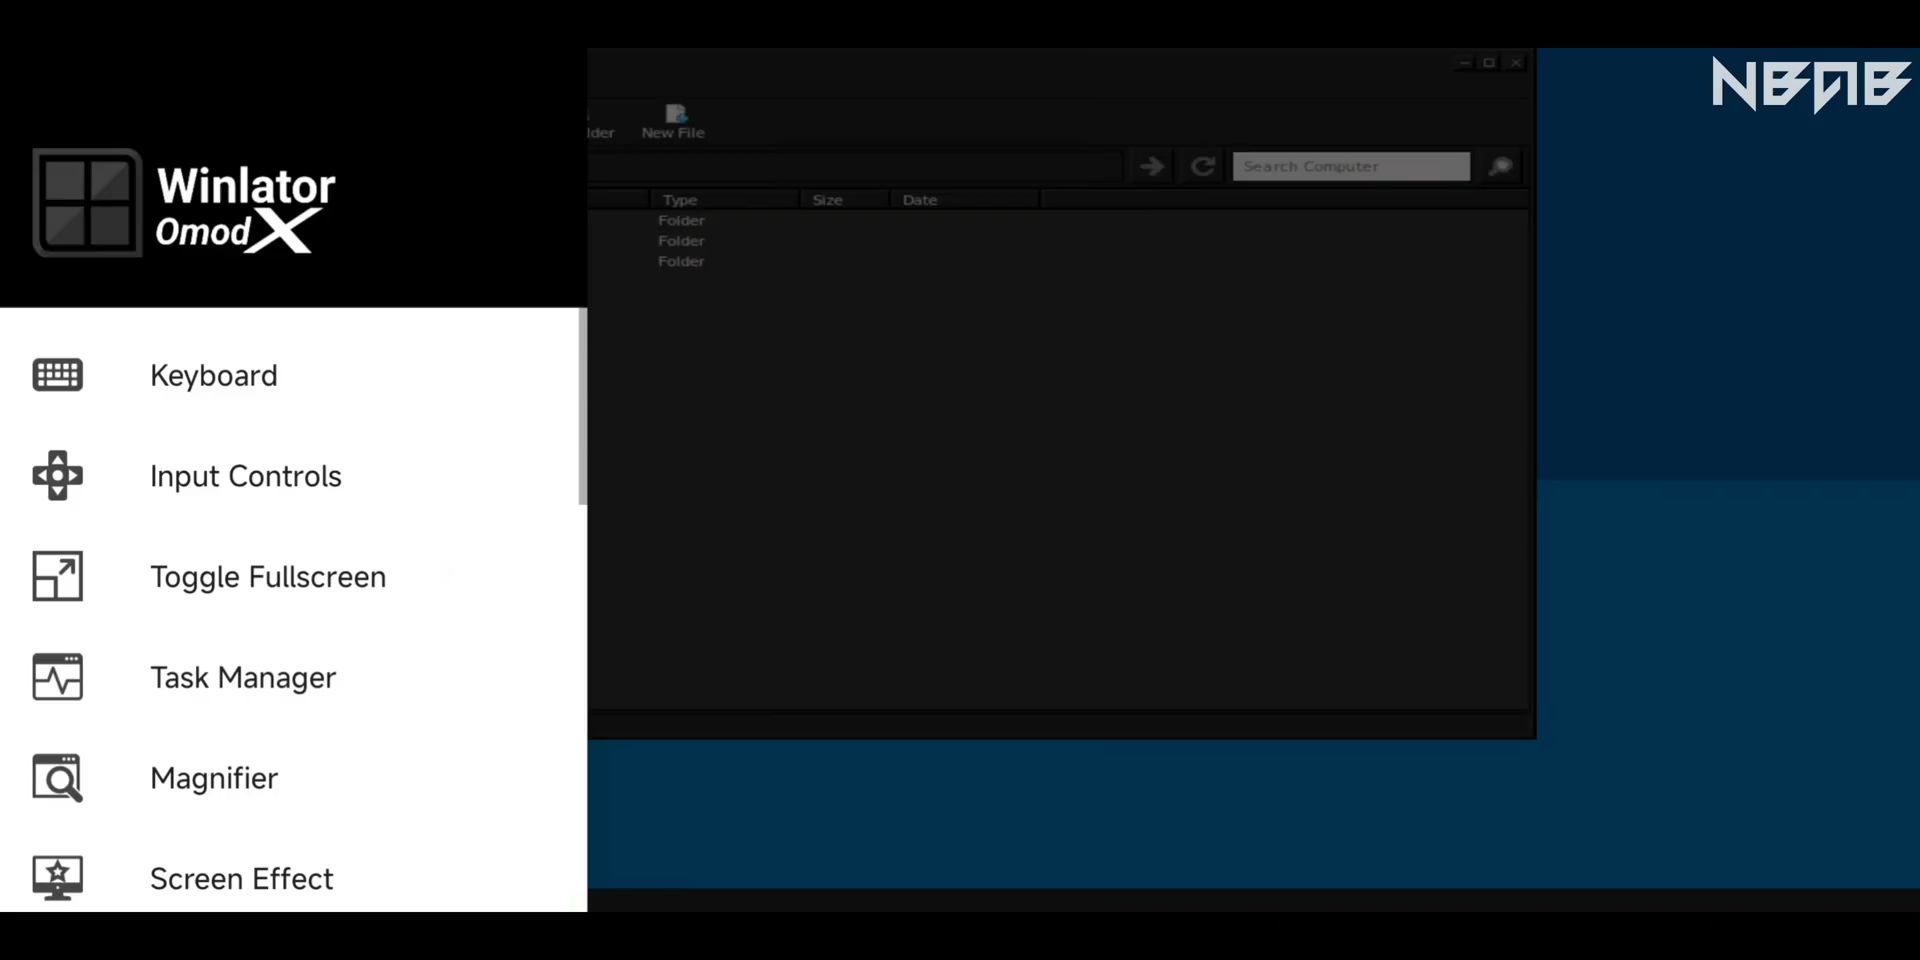 NBAB
Winlator
Omod X
Keyboard
Input Controls
Toggle Fullscreen
Task Manager
Magnifier
Screen Effect
lder
New File
Search Computer
Type
Size
Date
Folder
Folder
Folder